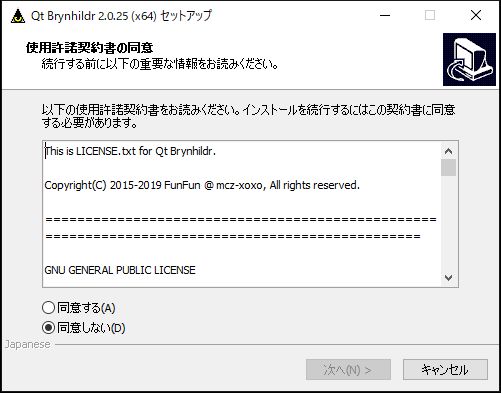 Qt Brynhildr 2.0.25 (x64) セットアップ
使用許諾契約書の同意
続行する前に以下の重要な情報をお読みください。
以下の使用許諾契約書をお読みください。インストールを続行するにはこの契約書に同意
する必要があります。
This is LICENSE.txt for Qt Brynhildr.
Copyright(C) 2015-2019 FunFun @ mcz-xoxo, All rights reserved.
====================================================
==================================================
GNU GENERAL PUBLIC LICENSE
同意する(A)
同意しない(D)
Japanese
次へ(N) >
キャンセル